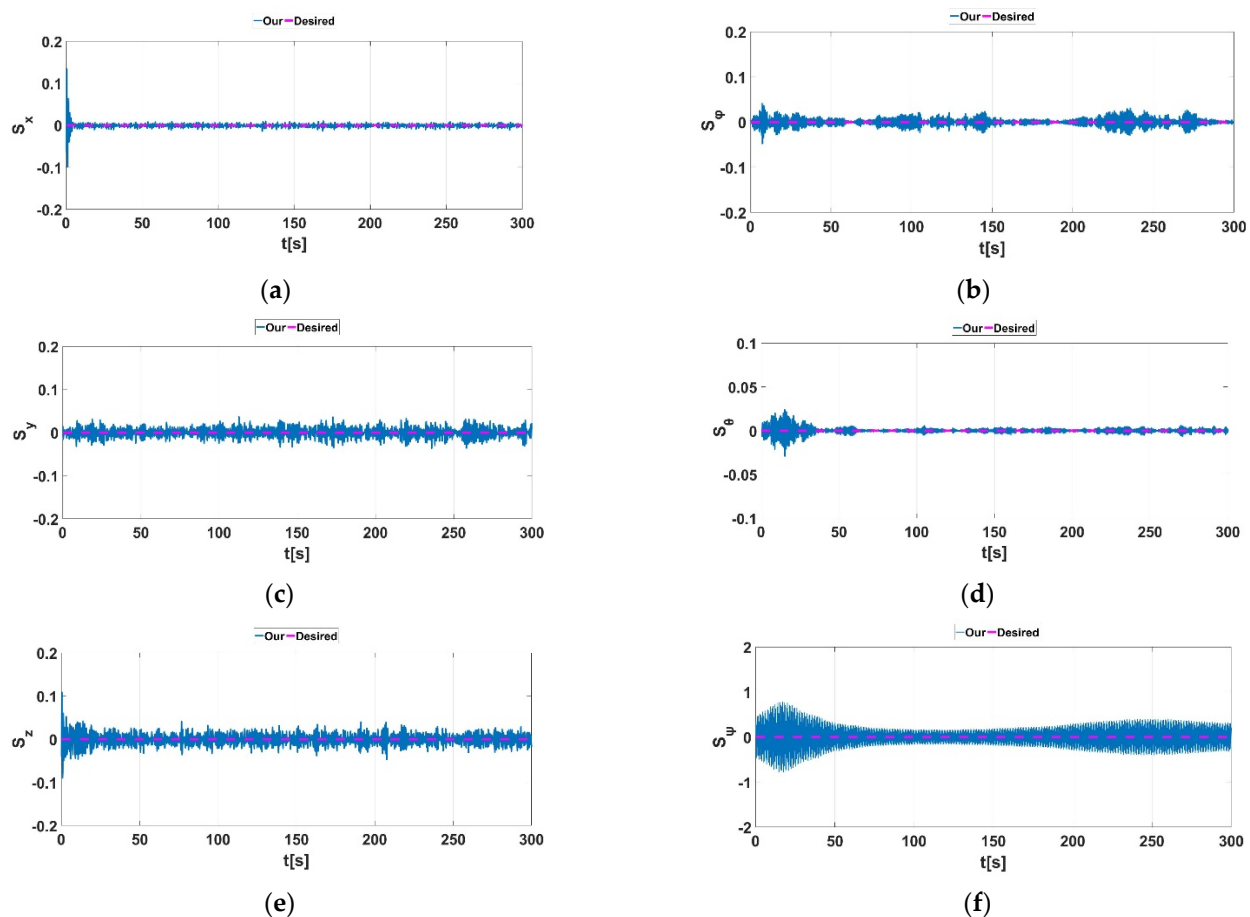 Our Desired
0.2
0.1
0
-0.1
-0.2
S_x
0 50 100 150 200 250 300
t[s]
(a)
Our Desired
0.2
0.1
0
-0.1
-0.2
S_φ
0 50 100 150 200 250 300
t[s]
(b)
Our Desired
0.2
0.1
0
-0.1
-0.2
S_y
0 50 100 150 200 250 300
t[s]
(c)
Our Desired
0.1
0.05
0
-0.05
-0.1
S_θ
0 50 100 150 200 250 300
t[s]
(d)
Our Desired
0.2
0.1
0
-0.1
-0.2
S_z
0 50 100 150 200 250 300
t[s]
(e)
Our Desired
2
1
0
-1
-2
S_ψ
0 50 100 150 200 250 300
t[s]
(f)